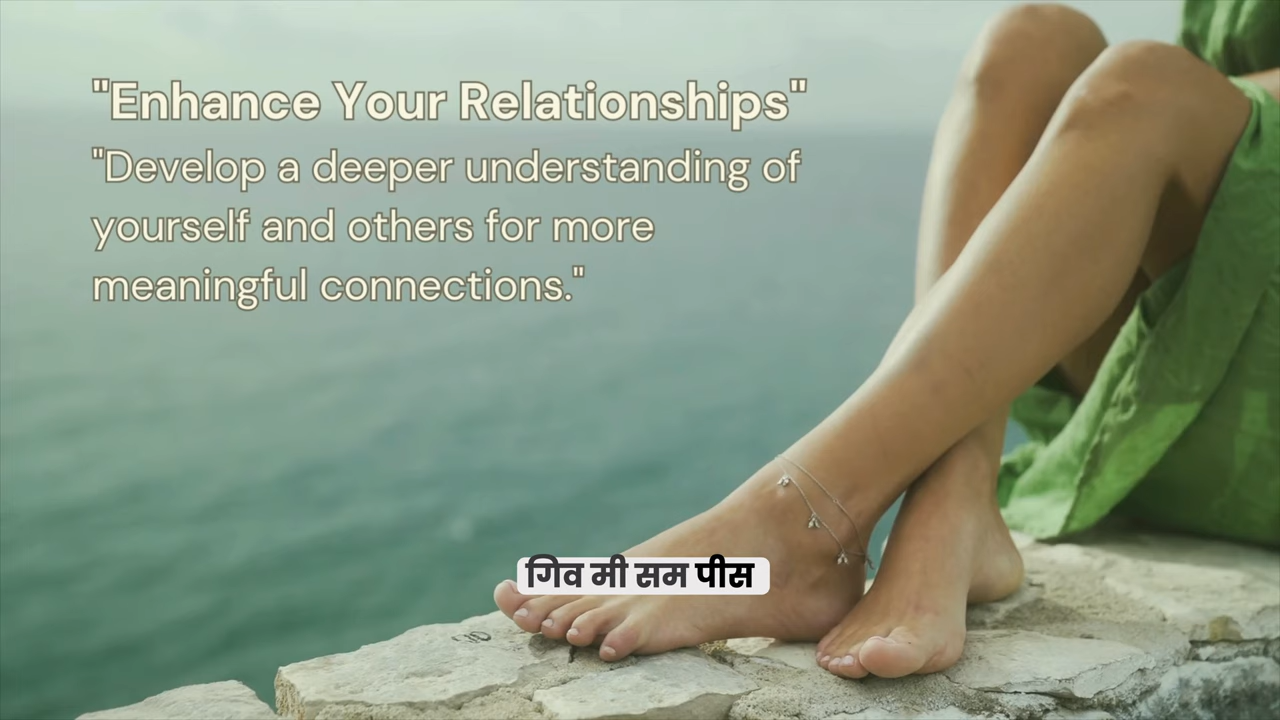 "Enhance Your Relationships"
"Develop a deeper understanding of
yourself and others for more
meaningful connections."
गिव मी सम पीस